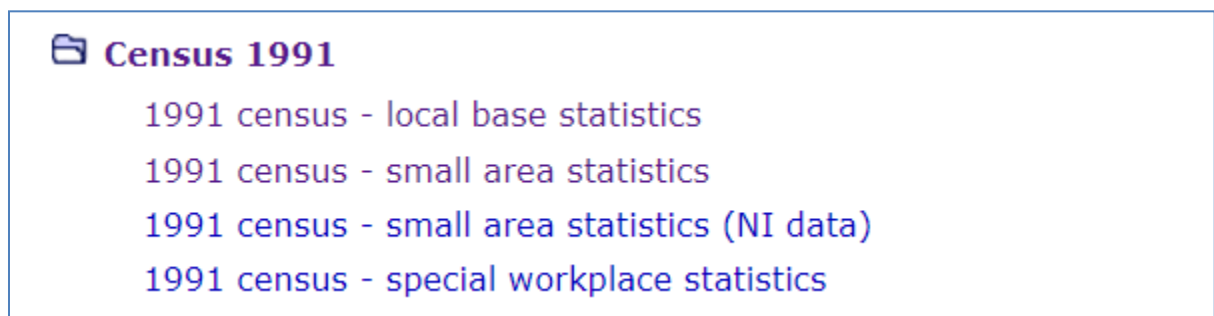 Census 1991
1991 census - local base statistics
1991 census - small area statistics
1991 census - small area statistics (NI data)
1991 census - special workplace statistics